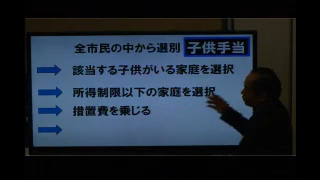 全市民の中から選別 子供手当
該当する子供がいる家庭を選択
所得制限以下の家庭を選択
措置費を乗じる